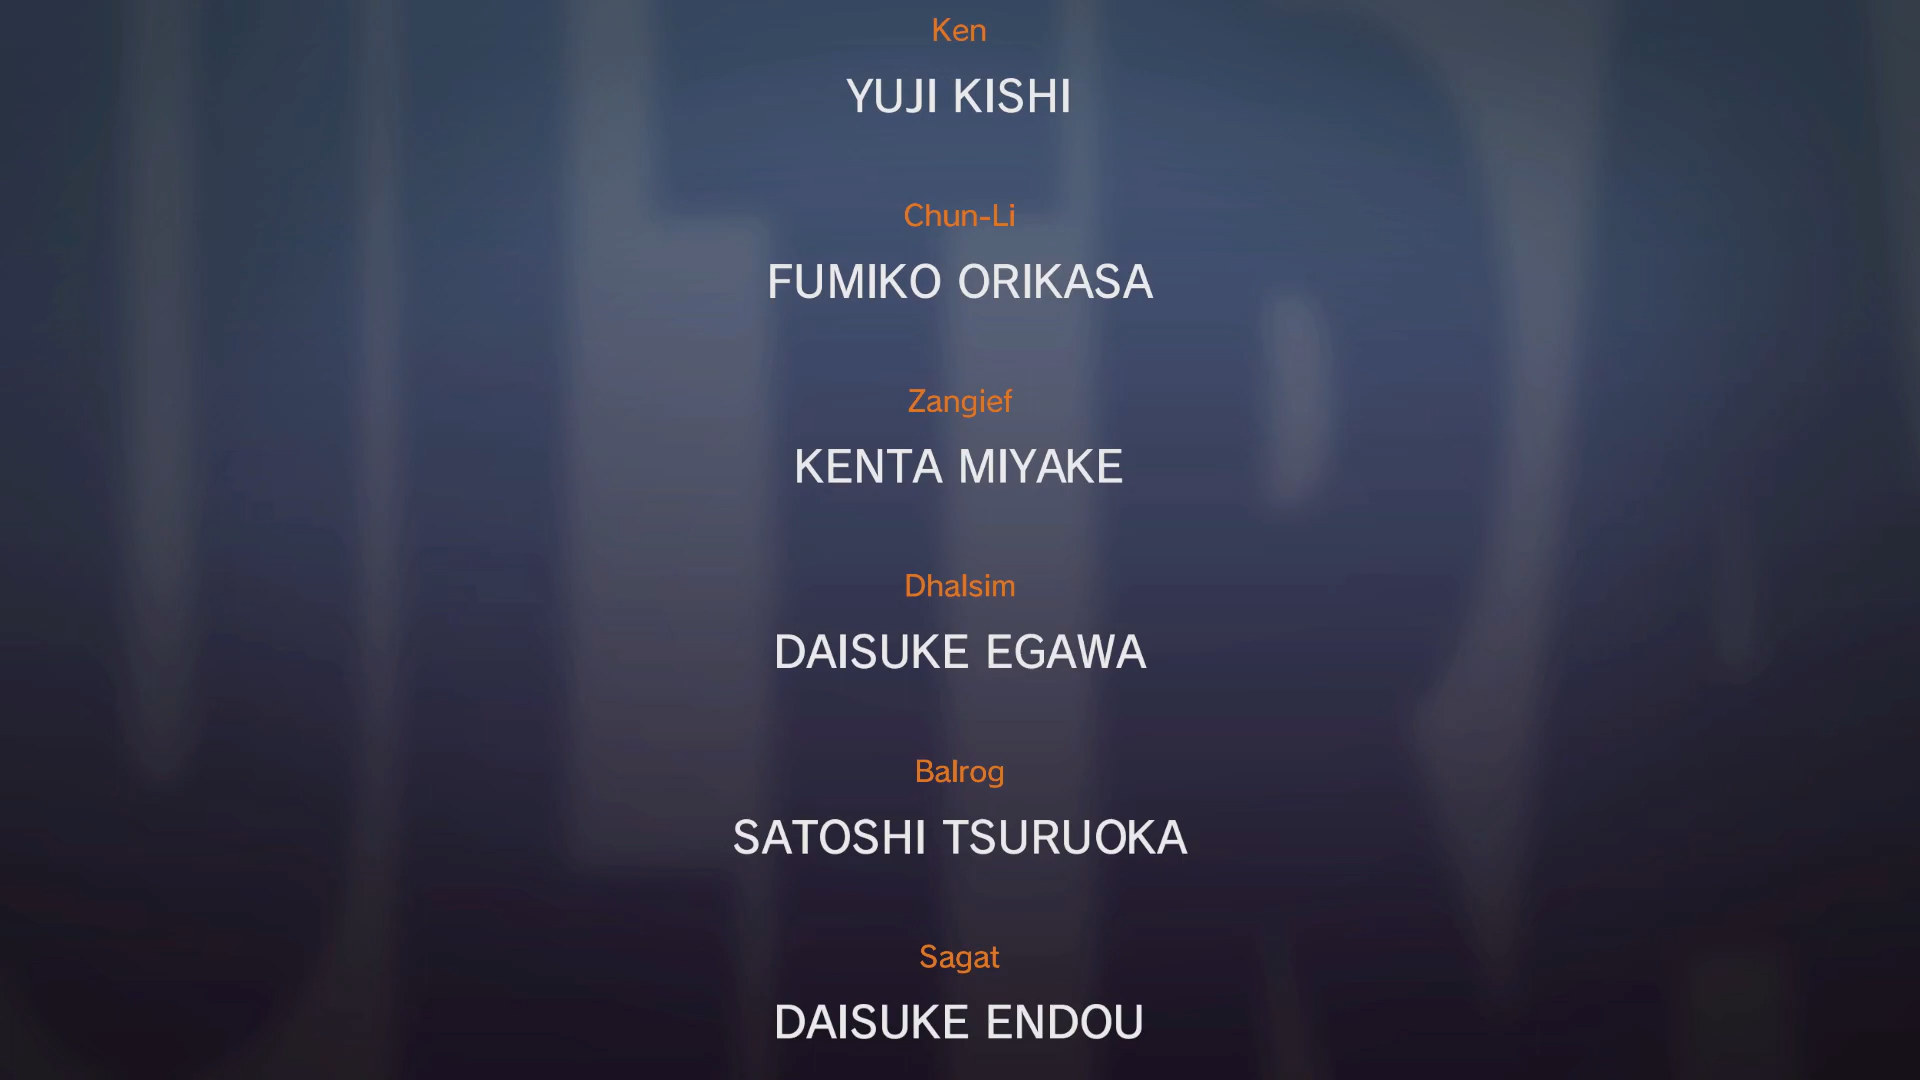 Ken
YUJI KISHI
Chun-Li
FUMIKO ORIKASA
Zangief
KENTA MIYAKE
Dhalsim
DAISUKE EGAWA
Balrog
SATOSHI TSURUOKA
Sagat
DAISUKE ENDOU